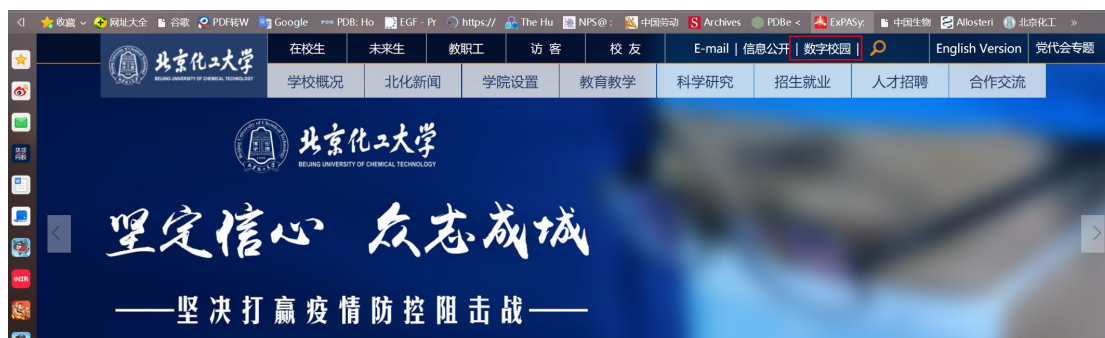 收藏 网址大全 谷歌 PDF转W Google PDB: Ho EGF - Pr https:// The Hu NPS@ : 中国劳动 Archives PDBe < ExPASy: 中国生物 Allosteri 北京化工 »
北京化工大学
BEIJING UNIVERSITY OF CHEMICAL TECHNOLOGY
在校生 未来生 教职工 访 客 校 友 E-mail | 信息公开 | 数字校园 | English Version 党代会专题
学校概况 北化新闻 学院设置 教育教学 科学研究 招生就业 人才招聘 合作交流
北京化工大学
BEIJING UNIVERSITY OF CHEMICAL TECHNOLOGY
坚定信心 众志成城
——坚决打赢疫情防控阻击战——
小红书